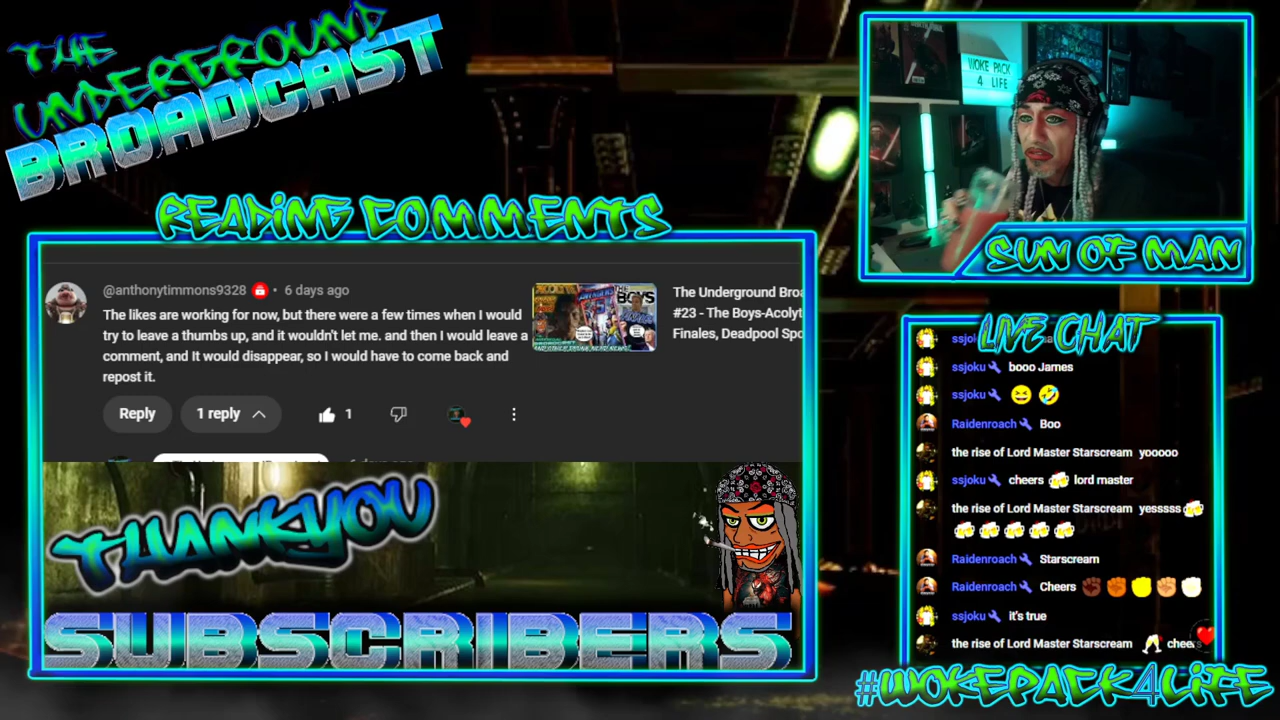 THE
UNDERGROUND
BROADCAST
READING COMMENTS
@anthonytimmons9328 • 6 days ago
The likes are working for now, but there were a few times when I would
try to leave a thumbs up, and it wouldn't let me. and then I would leave a
comment, and It would disappear, so I would have to come back and
repost it.
Reply 1 reply 1
The Underground Broa
#23 - The Boys-Acolyt
Finales, Deadpool Spo
THE BOYS
THANKYOU
SUBSCRIBERS
WOKE PACK
4 LIFE
SUN OF MAN
LIVE CHAT
ssjoku
ssjoku booo James
ssjoku 😆 🤣
Raidenroach Boo
the rise of Lord Master Starscream yooooo
ssjoku cheers 🍻 lord master
the rise of Lord Master Starscream yesssss🍻
🍻🍻🍻🍻🍻
Raidenroach Starscream
Raidenroach Cheers ✊🏿✊🏾✊✊🏼✊🏻
ssjoku it's true
the rise of Lord Master Starscream 🥂 chee
#WOKEPACK4LIFE